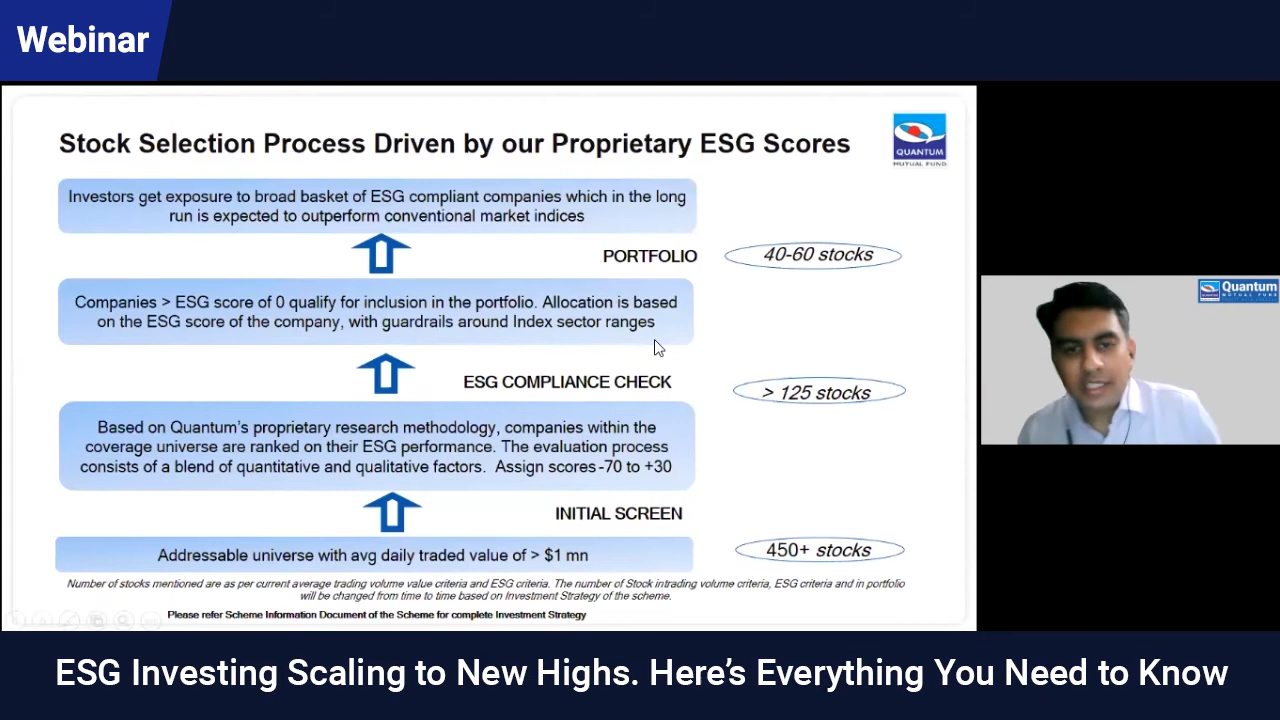 Webinar
Stock Selection Process Driven by our Proprietary ESG Scores
QUANTUM
MUTUAL FUND
Investors get exposure to broad basket of ESG compliant companies which in the long
run is expected to outperform conventional market indices
PORTFOLIO
40-60 stocks
Companies > ESG score of 0 qualify for inclusion in the portfolio. Allocation is based
on the ESG score of the company, with guardrails around Index sector ranges
ESG COMPLIANCE CHECK
> 125 stocks
Based on Quantum's proprietary research methodology, companies within the
coverage universe are ranked on their ESG performance. The evaluation process
consists of a blend of quantitative and qualitative factors. Assign scores -70 to +30
INITIAL SCREEN
Addressable universe with avg daily traded value of > $1 mn
450+ stocks
Number of stocks mentioned are as per current average trading volume value criteria and ESG criteria. The number of Stock intrading volume criteria, ESG criteria and in portfolio
will be changed from time to time based on Investment Strategy of the scheme.
Please refer Scheme Information Document of the Scheme for complete Investment Strategy
Quantum
MUTUAL FUND
ESG Investing Scaling to New Highs. Here's Everything You Need to Know